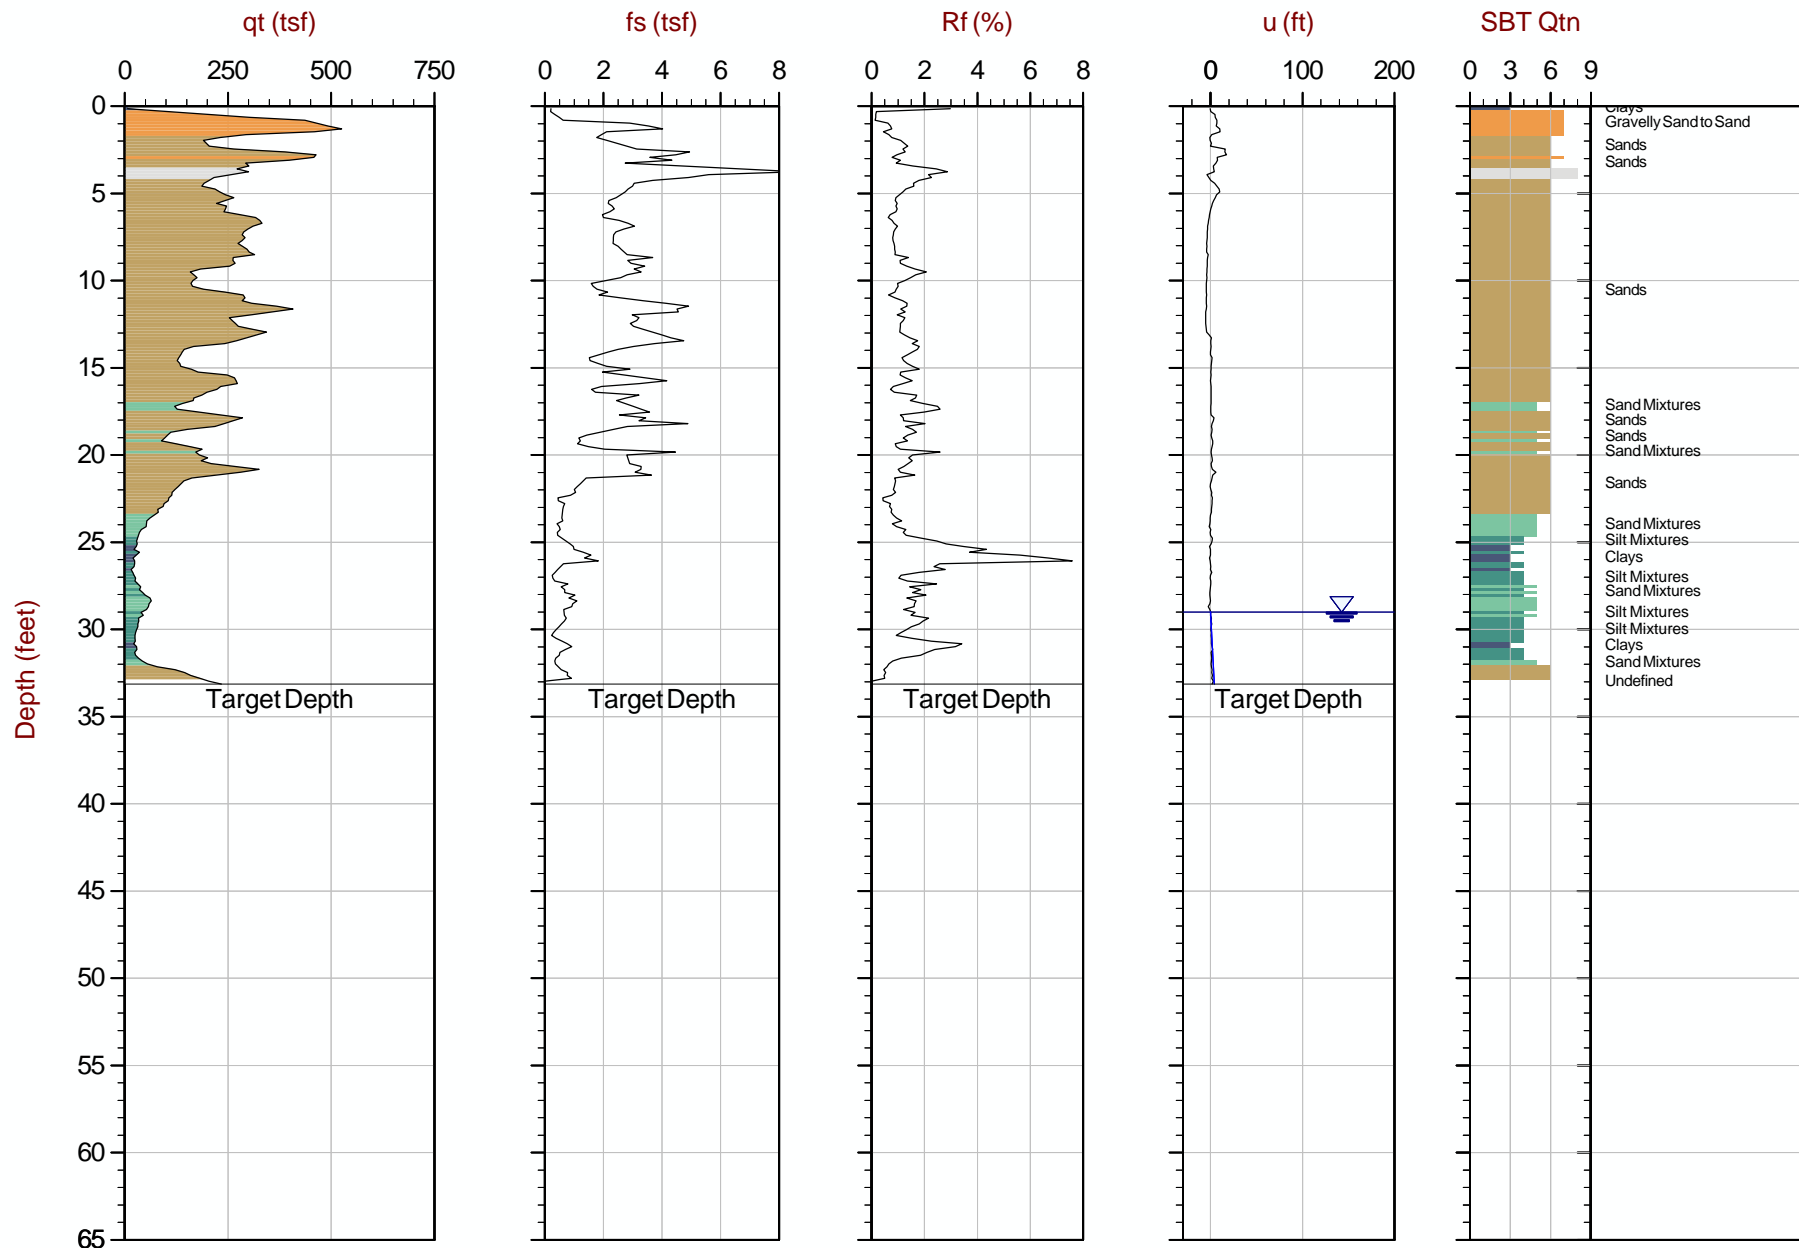 qt (tsf) fs (tsf) Rf (%) u (ft) SBT Qtn
0 250 500 750 0 2 4 6 8 0 2 4 6 8 0 100 200 0 3 6 9
0
Clays
Gravelly Sand to Sand
Sands
Sands
5
10
Sands
15
Sand Mixtures
Sands
Sands
20
Sand Mixtures
Sands
Sand Mixtures
25
Silt Mixtures
Clays
Silt Mixtures
Sand Mixtures
Silt Mixtures
30
Silt Mixtures
Clays
Sand Mixtures
Undefined
Target Depth Target Depth Target Depth Target Depth
Depth (feet)
35
40
45
50
55
60
65